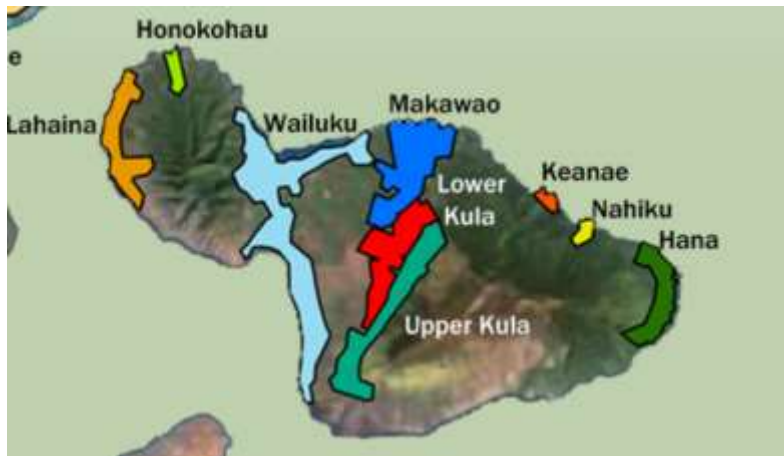 Honokohau
e
Lahaina
Wailuku
Makawao
Lower
Kula
Keanae
Nahiku
Hana
Upper Kula